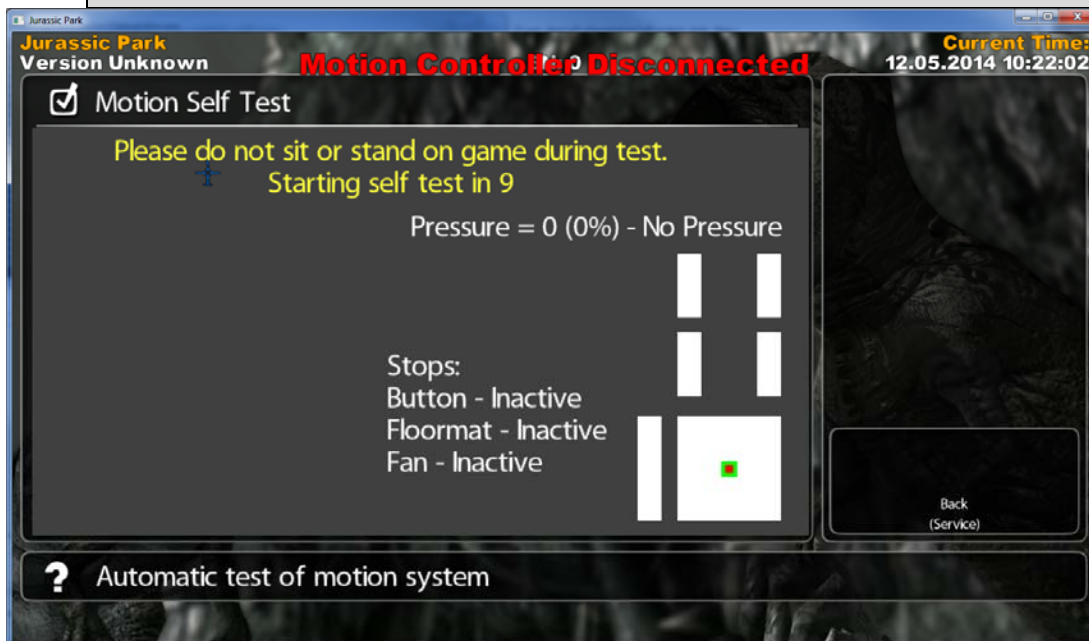 Jurassic Park
Jurassic Park
Version Unknown
Motion Controller Disconnected
Current Time:
12.05.2014 10:22:02
Motion Self Test
Please do not sit or stand on game during test.
Starting self test in 9
Pressure = 0 (0%) - No Pressure
Stops:
Button - Inactive
Floormat - Inactive
Fan - Inactive
Back
(Service)
? Automatic test of motion system